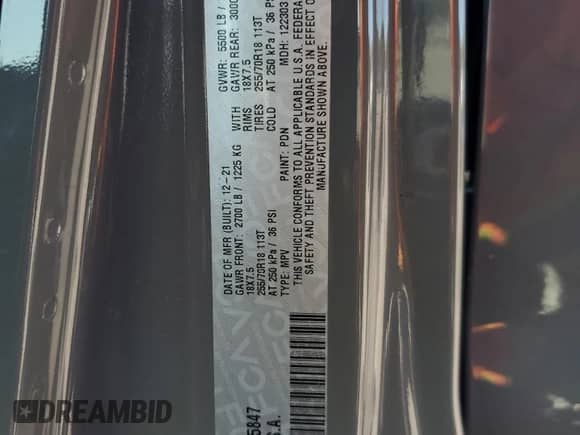 DATE OF MFR (BUILT): 12-21 GVWR: 5500 LB /
GAWR FRONT: 2700 LB / 1225 KG WITH GAWR REAR: 3000
18X7.5 RIMS 18X7.5
255/70R18 113T TIRES 255/70R18 113T
AT 250 kPa / 36 PSI COLD AT 250 kPa / 36 PSI
TYPE: MPV PAINT: PDN MDH: 122303
THIS VEHICLE CONFORMS TO ALL APPLICABLE U.S.A. FEDERA
SAFETY AND THEFT PREVENTION STANDARDS IN EFFECT O
MANUFACTURE SHOWN ABOVE.
5847
S.A.
DREAMBID